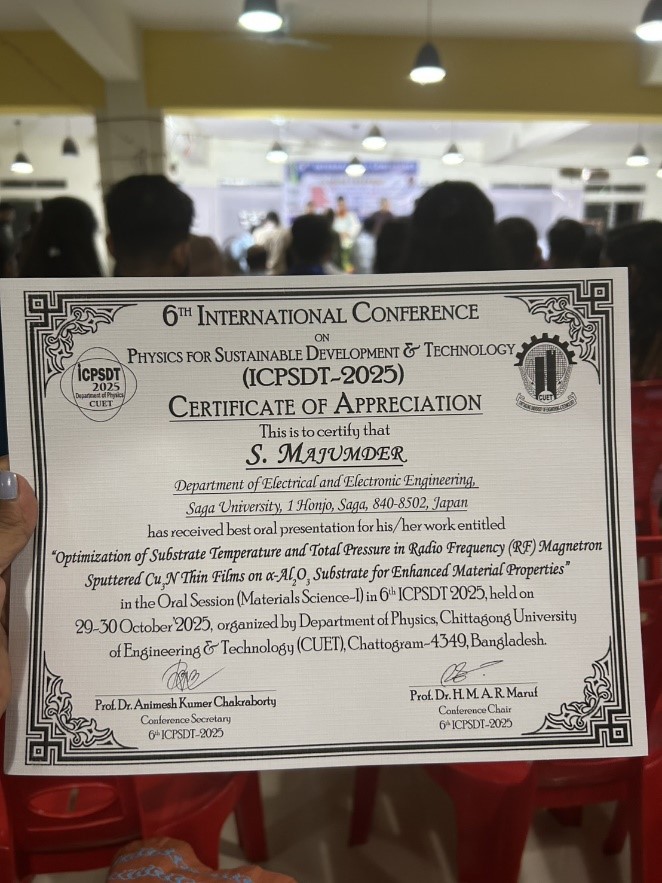 6TH INTERNATIONAL CONFERENCE
ON
PHYSICS FOR SUSTAINABLE DEVELOPMENT & TECHNOLOGY
(ICPSDT-2025)
ICPSDT
2025
Department of Physics
CUET
CUET
CERTIFICATE OF APPRECIATION
This is to certify that
S. MAJUMDER
Department of Electrical and Electronic Engineering,
Saga University, 1 Honjo, Saga, 840-8502, Japan
has received best oral presentation for his/her work entitled
"Optimization of Substrate Temperature and Total Pressure in Radio Frequency (RF) Magnetron
Sputtered Cu₃N Thin Films on α-Al₂O₃ Substrate for Enhanced Material Properties"
in the Oral Session (Materials Science-I) in 6th ICPSDT 2025, held on
29-30 October'2025, organized by Department of Physics, Chittagong University
of Engineering & Technology (CUET), Chattogram-4349, Bangladesh.
Prof. Dr. Animesh Kumer Chakraborty
Conference Secretary
6th ICPSDT-2025
Prof. Dr. H. M. A. R. Maruf
Conference Chair
6th ICPSDT-2025